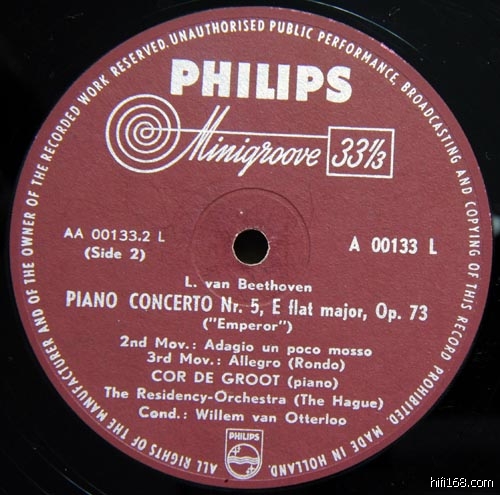 ALL RIGHTS OF THE MANUFACTURER AND OF THE OWNER OF THE RECORDED WORK RESERVED. UNAUTHORISED PUBLIC PERFORMANCE, BROADCASTING AND COPYING OF THIS RECORD PROHIBITED. MADE IN HOLLAND.
PHILIPS
Minigroove 33⅓
AA 00133.2 L
(Side 2)
A 00133 L
L. van Beethoven
PIANO CONCERTO Nr. 5, E flat major, Op. 73
("Emperor")
2nd Mov.: Adagio un poco mosso
3rd Mov.: Allegro (Rondo)
COR DE GROOT (piano)
The Residency-Orchestra (The Hague)
Cond.: Willem van Otterloo
PHILIPS
hifi168.com